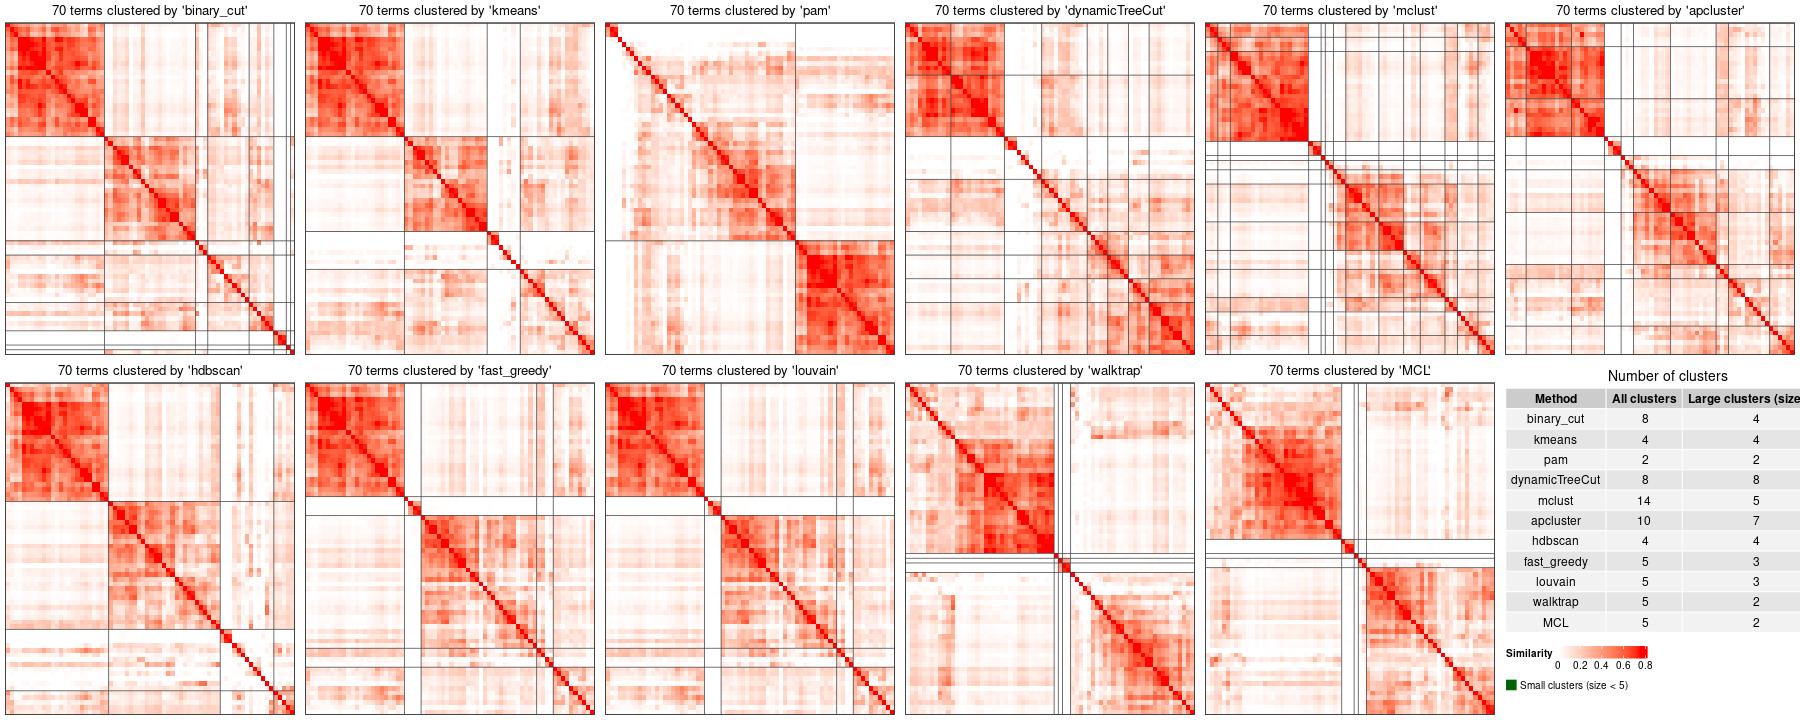 70 terms clustered by 'binary_cut'
70 terms clustered by 'kmeans'
70 terms clustered by 'pam'
70 terms clustered by 'dynamicTreeCut'
70 terms clustered by 'mclust'
70 terms clustered by 'apcluster'
70 terms clustered by 'hdbscan'
70 terms clustered by 'fast_greedy'
70 terms clustered by 'louvain'
70 terms clustered by 'walktrap'
70 terms clustered by 'MCL'
Number of clusters
Method All clusters Large clusters (size
binary_cut 8 4
kmeans 4 4
pam 2 2
dynamicTreeCut 8 8
mclust 14 5
apcluster 10 7
hdbscan 4 4
fast_greedy 5 3
louvain 5 3
walktrap 5 2
MCL 5 2
Similarity
0 0.2 0.4 0.6 0.8
Small clusters (size < 5)